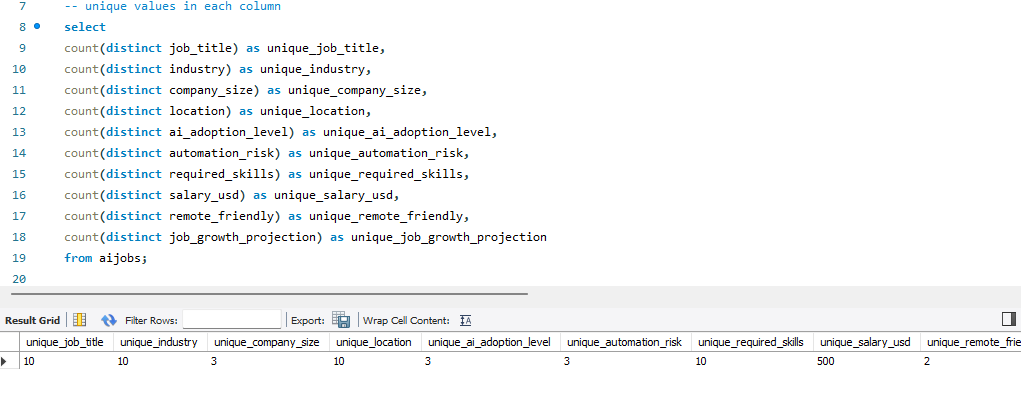 7 -- unique values in each column
8 select
9 count(distinct job_title) as unique_job_title,
10 count(distinct industry) as unique_industry,
11 count(distinct company_size) as unique_company_size,
12 count(distinct location) as unique_location,
13 count(distinct ai_adoption_level) as unique_ai_adoption_level,
14 count(distinct automation_risk) as unique_automation_risk,
15 count(distinct required_skills) as unique_required_skills,
16 count(distinct salary_usd) as unique_salary_usd,
17 count(distinct remote_friendly) as unique_remote_friendly,
18 count(distinct job_growth_projection) as unique_job_growth_projection
19 from aijobs;
20
Result Grid Filter Rows: Export: Wrap Cell Content:
unique_job_title unique_industry unique_company_size unique_location unique_ai_adoption_level unique_automation_risk unique_required_skills unique_salary_usd unique_remote_frie
10 10 3 10 3 3 10 500 2